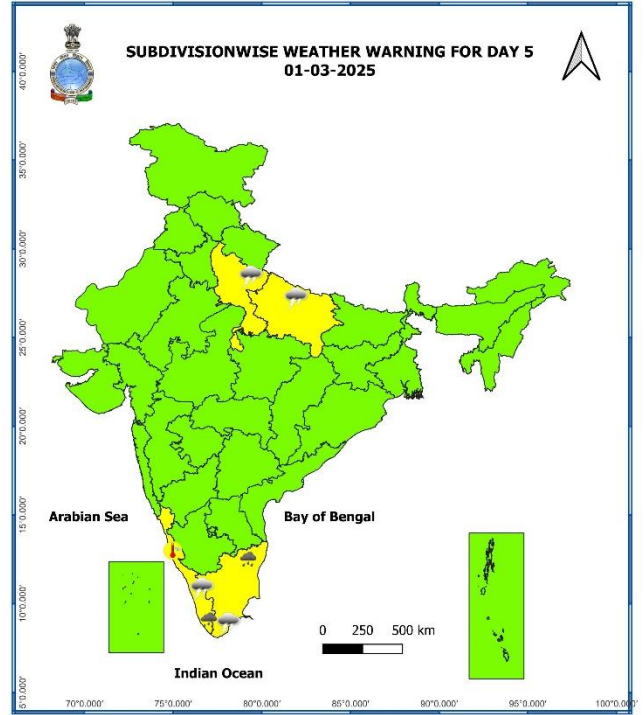 SUBDIVISIONWISE WEATHER WARNING FOR DAY 5
01-03-2025
40°0.000'
35°0.000'
30°0.000'
25°0.000'
20°0.000'
15°0.000'
10°0.000'
5°0.000'
Arabian Sea
Bay of Bengal
0 250 500 km
Indian Ocean
70°0.000' 75°0.000' 80°0.000' 85°0.000' 90°0.000' 95°0.000' 100°0.000'